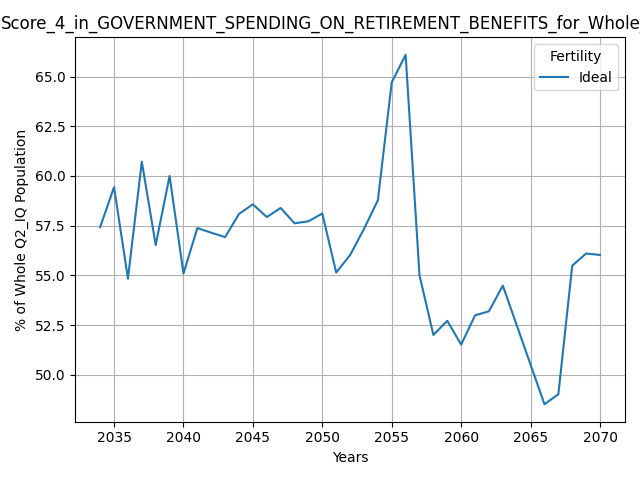 Score_4_in_GOVERNMENT_SPENDING_ON_RETIREMENT_BENEFITS_for_Whole_
Fertility
Ideal
65.0
62.5
60.0
57.5
55.0
52.5
50.0
% of Whole Q2_IQ Population
2035 2040 2045 2050 2055 2060 2065 2070
Years